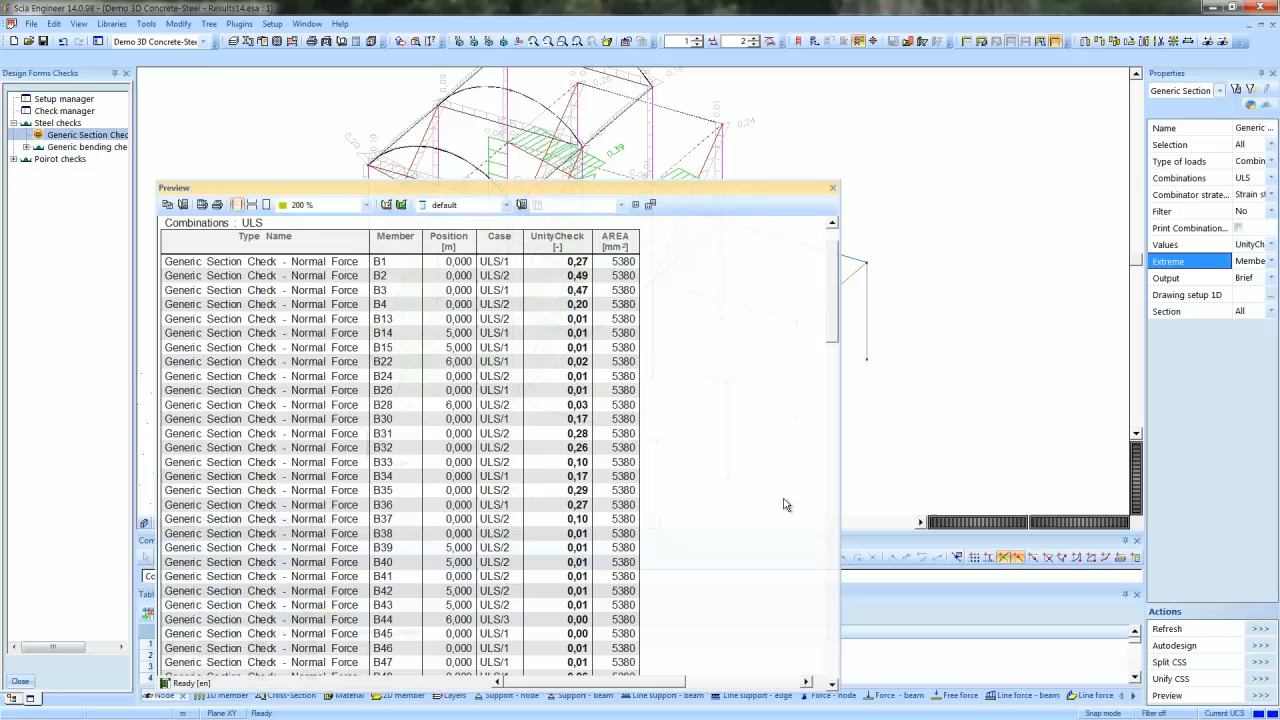 Scia Engineer 14.0.98 - [Demo 3D Concrete-Steel - Results14.esa : 1]
File Edit View Libraries Tools Modify Tree Plugins Setup Window Help
Demo 3D Concrete-Stee 1 2
Design Forms Checks
Setup manager
Check manager
Steel checks
Generic Section Chec
Generic bending che
Poirot checks
Close
0.39
0.24
0.20
Preview
200 % default
Combinations : ULS
Type Name Member Position [m] Case UnityCheck [-] AREA [mm²]
Generic Section Check - Normal Force B1 0,000 ULS/1 0,27 5380
Generic Section Check - Normal Force B2 0,000 ULS/2 0,49 5380
Generic Section Check - Normal Force B3 0,000 ULS/1 0,47 5380
Generic Section Check - Normal Force B4 0,000 ULS/2 0,20 5380
Generic Section Check - Normal Force B13 0,000 ULS/2 0,01 5380
Generic Section Check - Normal Force B14 5,000 ULS/1 0,01 5380
Generic Section Check - Normal Force B15 5,000 ULS/1 0,01 5380
Generic Section Check - Normal Force B22 6,000 ULS/1 0,02 5380
Generic Section Check - Normal Force B24 0,000 ULS/2 0,01 5380
Generic Section Check - Normal Force B26 0,000 ULS/1 0,01 5380
Generic Section Check - Normal Force B28 6,000 ULS/2 0,03 5380
Generic Section Check - Normal Force B30 0,000 ULS/1 0,17 5380
Generic Section Check - Normal Force B31 0,000 ULS/2 0,28 5380
Generic Section Check - Normal Force B32 0,000 ULS/2 0,26 5380
Generic Section Check - Normal Force B33 0,000 ULS/2 0,10 5380
Generic Section Check - Normal Force B34 0,000 ULS/1 0,17 5380
Generic Section Check - Normal Force B35 0,000 ULS/2 0,29 5380
Generic Section Check - Normal Force B36 0,000 ULS/1 0,27 5380
Generic Section Check - Normal Force B37 0,000 ULS/2 0,10 5380
Generic Section Check - Normal Force B38 0,000 ULS/2 0,01 5380
Generic Section Check - Normal Force B39 5,000 ULS/2 0,01 5380
Generic Section Check - Normal Force B40 5,000 ULS/2 0,01 5380
Generic Section Check - Normal Force B41 0,000 ULS/2 0,01 5380
Generic Section Check - Normal Force B42 5,000 ULS/2 0,01 5380
Generic Section Check - Normal Force B43 5,000 ULS/2 0,01 5380
Generic Section Check - Normal Force B44 6,000 ULS/3 0,00 5380
Generic Section Check - Normal Force B45 0,000 ULS/1 0,00 5380
Generic Section Check - Normal Force B46 0,000 ULS/1 0,01 5380
Generic Section Check - Normal Force B47 0,000 ULS/1 0,01 5380
Ready [en]
Com
Co
Tabl
1
2
3
4
Properties
Generic Section
Name Generic
Selection All
Type of loads Combin
Combinations ULS
Combinator strate... Strain st
Filter No
Print Combination...
Values UnityCh
Extreme Membe
Output Brief
Drawing setup 1D ...
Section All
Actions
Refresh >>>
Autodesign >>>
Split CSS >>>
Unify CSS >>>
Preview >>>
Node 1D member Cross-Section Material 2D member Layers Support - node Support - beam Line support - beam Line support - edge Force - node Force - beam Free force Line force - beam Line force
m Plane XY Ready Snap mode Filter off Current UCS